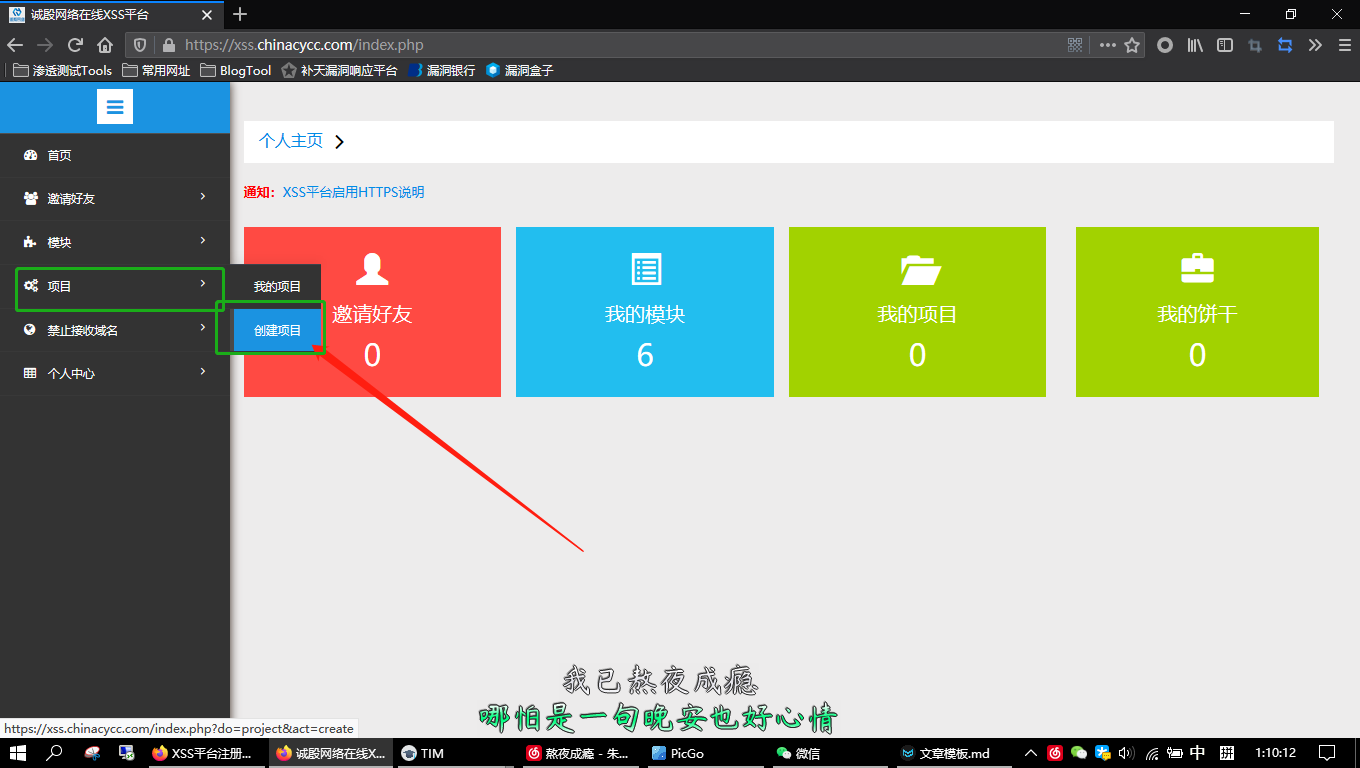 诚殷网络在线XSS平台
https://xss.chinacycc.com/index.php
渗透测试Tools 常用网址 BlogTool 补天漏洞响应平台 漏洞银行 漏洞盒子
首页
邀请好友
模块
项目
禁止接收域名
个人中心
我的项目
创建项目
个人主页
通知: XSS平台启用HTTPS说明
邀请好友
0
我的模块
6
我的项目
0
我的饼干
0
我已熬夜成瘾
哪怕是一句晚安也好心情
https://xss.chinacycc.com/index.php?do=project&act=create
XSS平台注册... 诚殷网络在线X... TIM 熬夜成瘾 - 朱... PicGo 微信 文章模板.md 中 拼 1:10:12